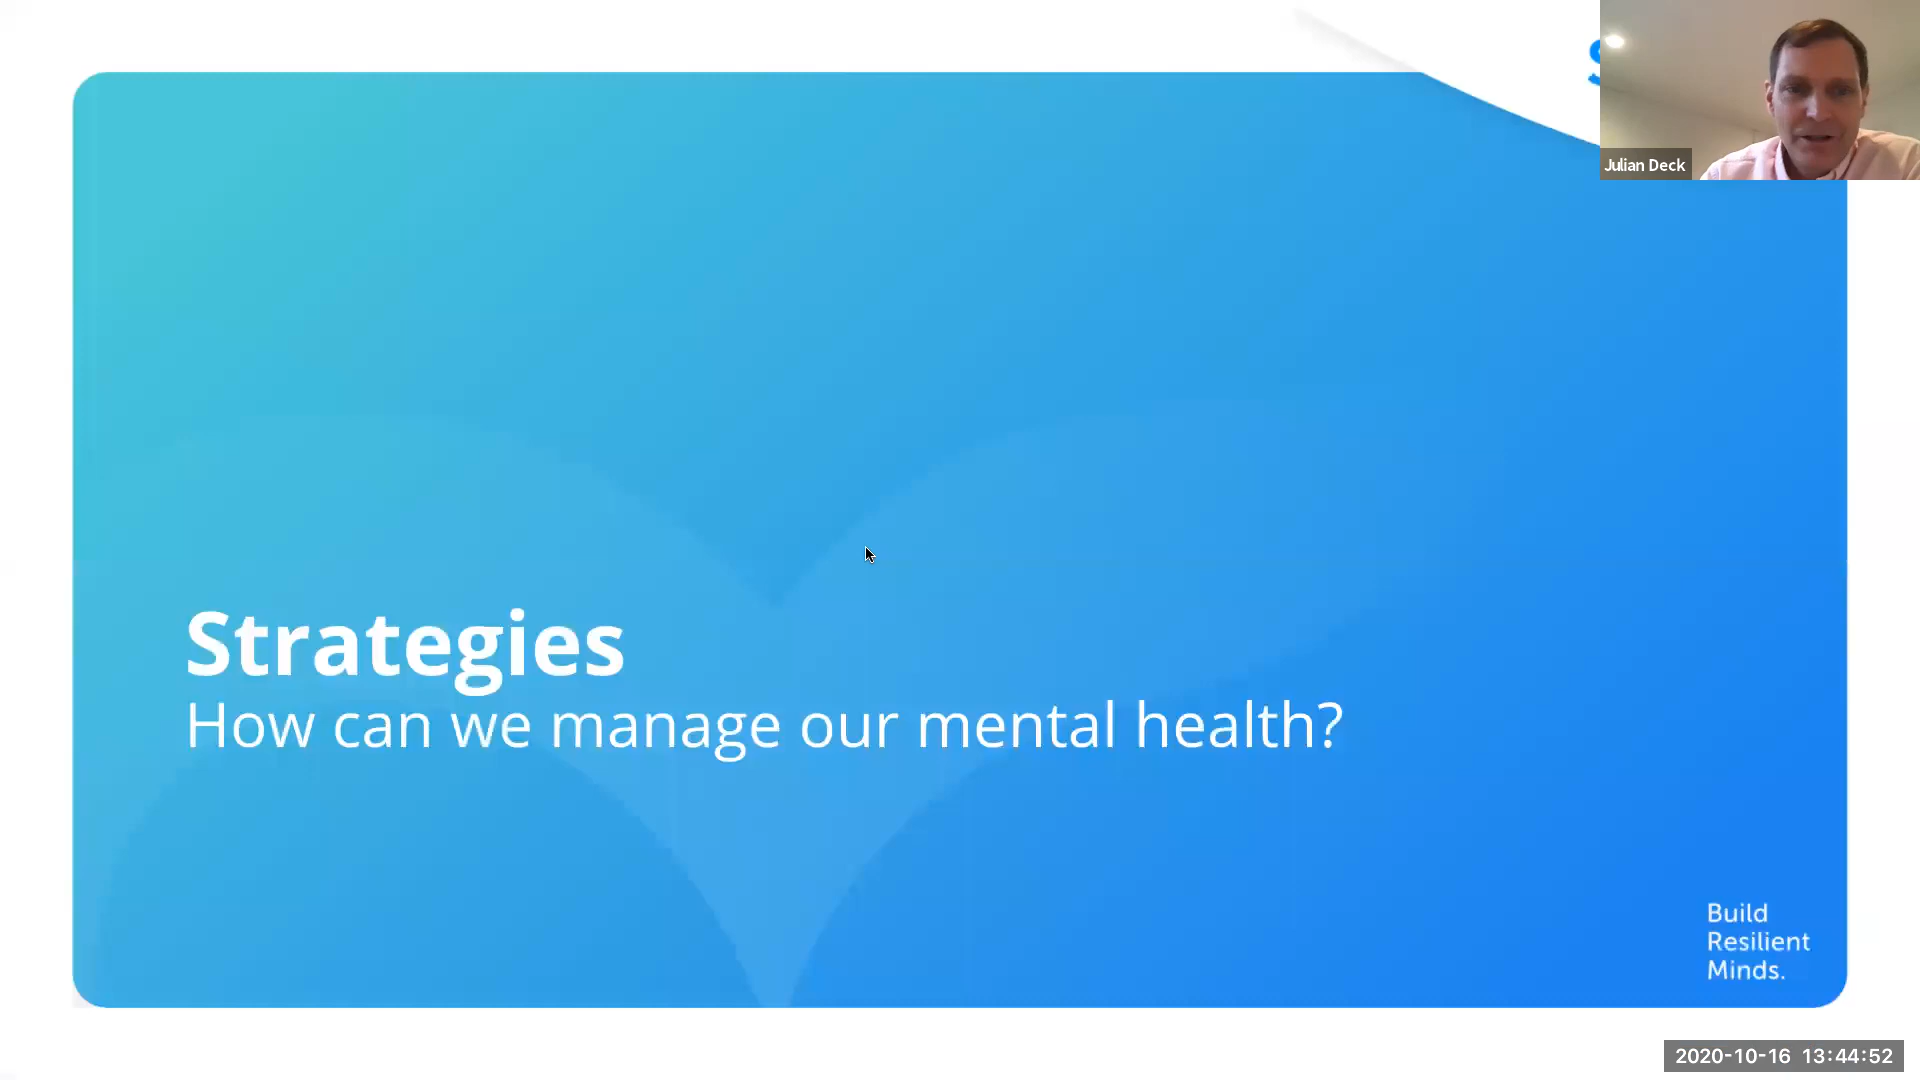 Julian Deck
Strategies
How can we manage our mental health?
Build
Resilient
Minds.
2020-10-16 13:44:52